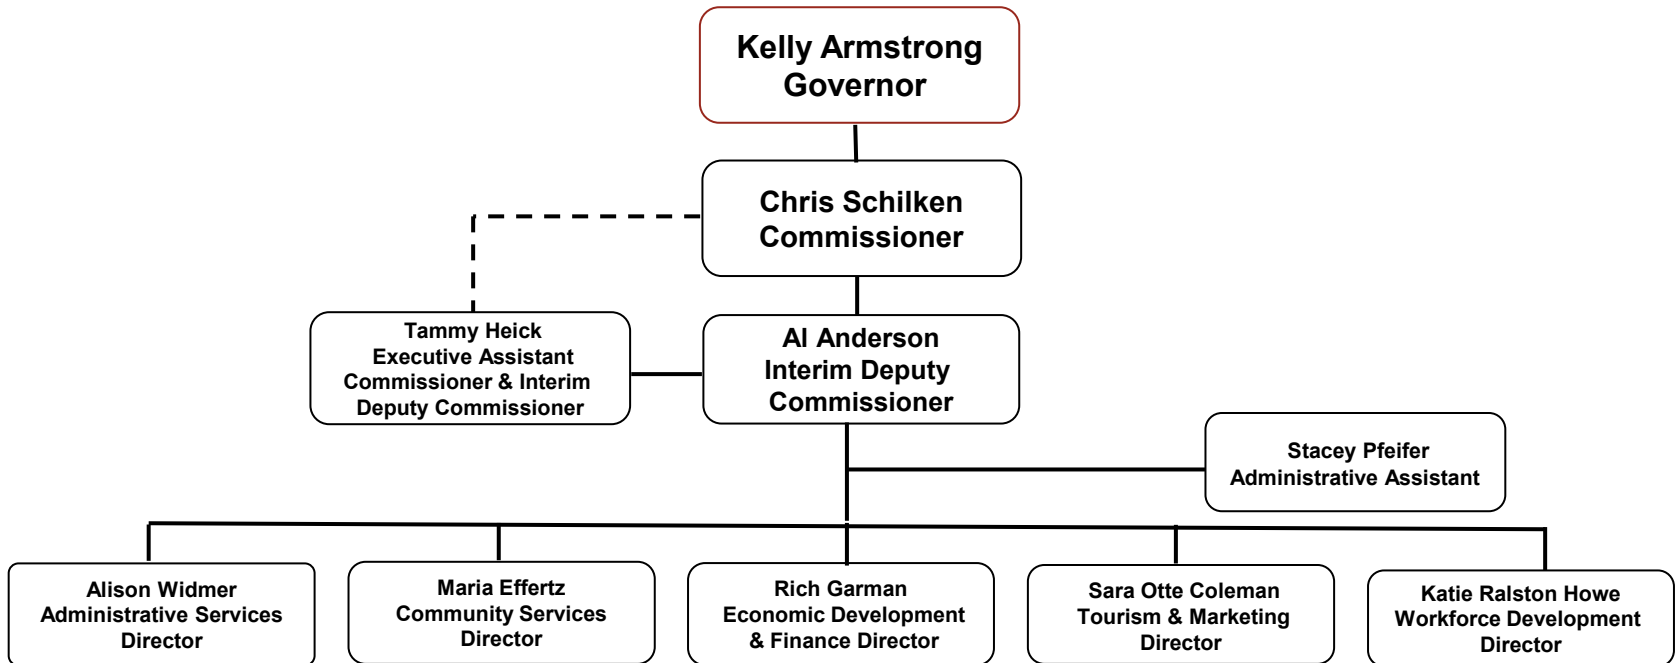 Kelly Armstrong
Governor
Chris Schilken
Commissioner
Tammy Heick
Executive Assistant
Commissioner & Interim
Deputy Commissioner
Al Anderson
Interim Deputy
Commissioner
Stacey Pfeifer
Administrative Assistant
Alison Widmer
Administrative Services
Director
Maria Effertz
Community Services
Director
Rich Garman
Economic Development
& Finance Director
Sara Otte Coleman
Tourism & Marketing
Director
Katie Ralston Howe
Workforce Development
Director